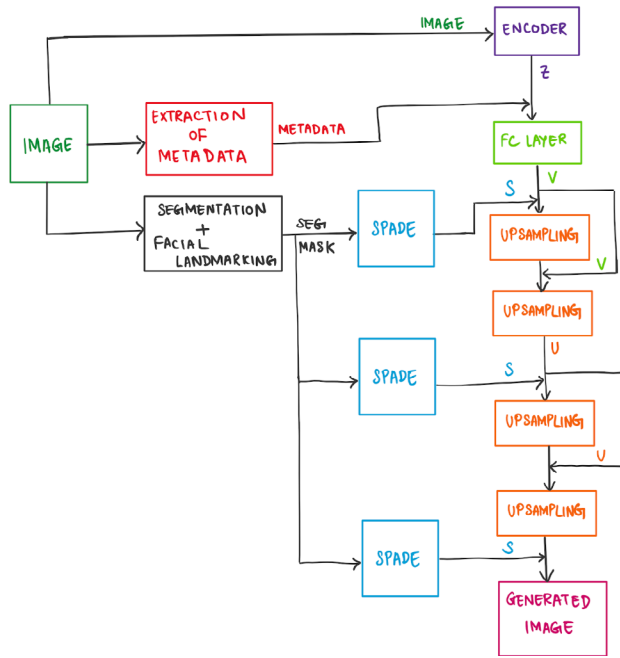 IMAGE
ENCODER
Z
IMAGE
EXTRACTION
OF
METADATA
METADATA
FC LAYER
V
SEGMENTATION
+
FACIAL
LANDMARKING
SEG
MASK
SPADE
S
UPSAMPLING
V
UPSAMPLING
U
SPADE
S
UPSAMPLING
U
UPSAMPLING
SPADE
S
GENERATED
IMAGE